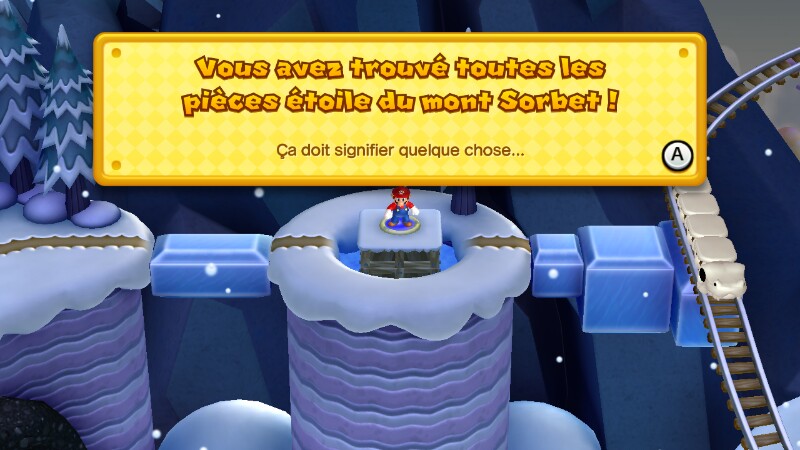 Vous avez trouvé toutes les
pièces étoile du mont Sorbet !
Ça doit signifier quelque chose...
A